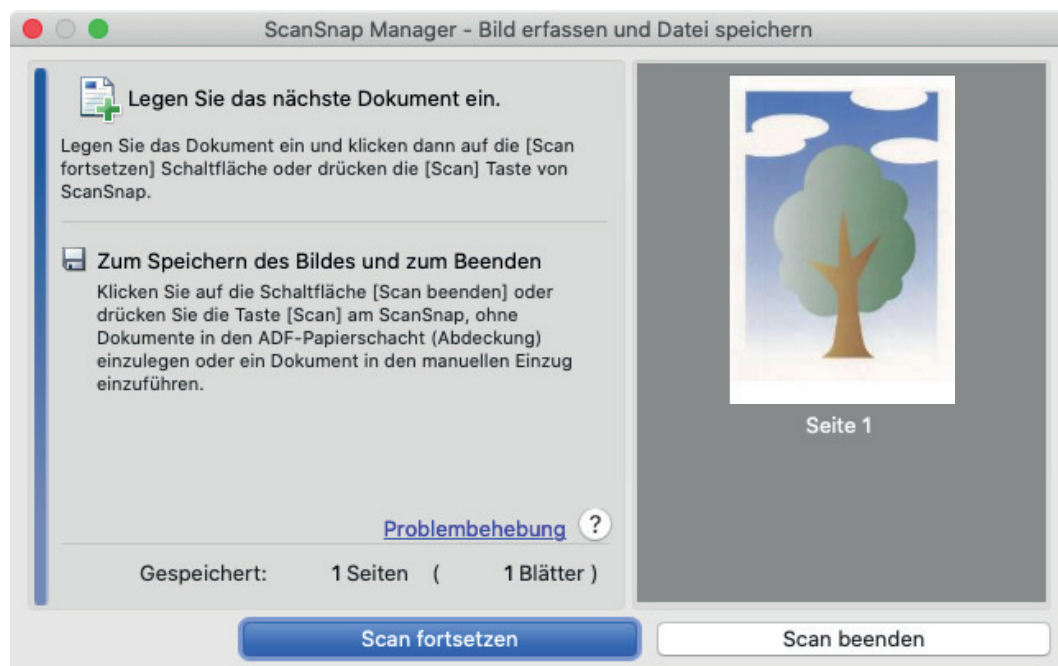 ScanSnap Manager - Bild erfassen und Datei speichern
Legen Sie das nächste Dokument ein.
Legen Sie das Dokument ein und klicken dann auf die [Scan
fortsetzen] Schaltfläche oder drücken die [Scan] Taste von
ScanSnap.
Zum Speichern des Bildes und zum Beenden
Klicken Sie auf die Schaltfläche [Scan beenden] oder
drücken Sie die Taste [Scan] am ScanSnap, ohne
Dokumente in den ADF-Papierschacht (Abdeckung)
einzulegen oder ein Dokument in den manuellen Einzug
einzuführen.
Problembehebung ?
Gespeichert: 1 Seiten ( 1 Blätter )
Seite 1
Scan fortsetzen
Scan beenden